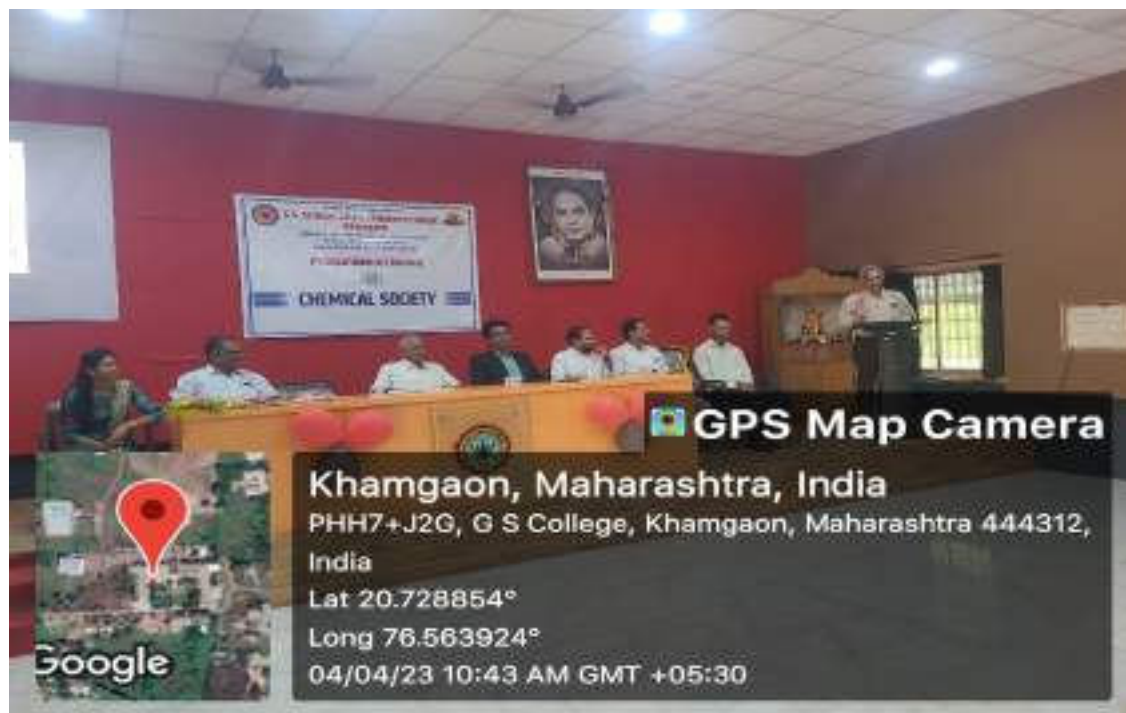 CHEMICAL SOCIETY
GPS Map Camera
Khamgaon, Maharashtra, India
PHH7+J2G, G S College, Khamgaon, Maharashtra 444312,
India
Lat 20.728854°
Long 76.563924°
04/04/23 10:43 AM GMT +05:30
Google